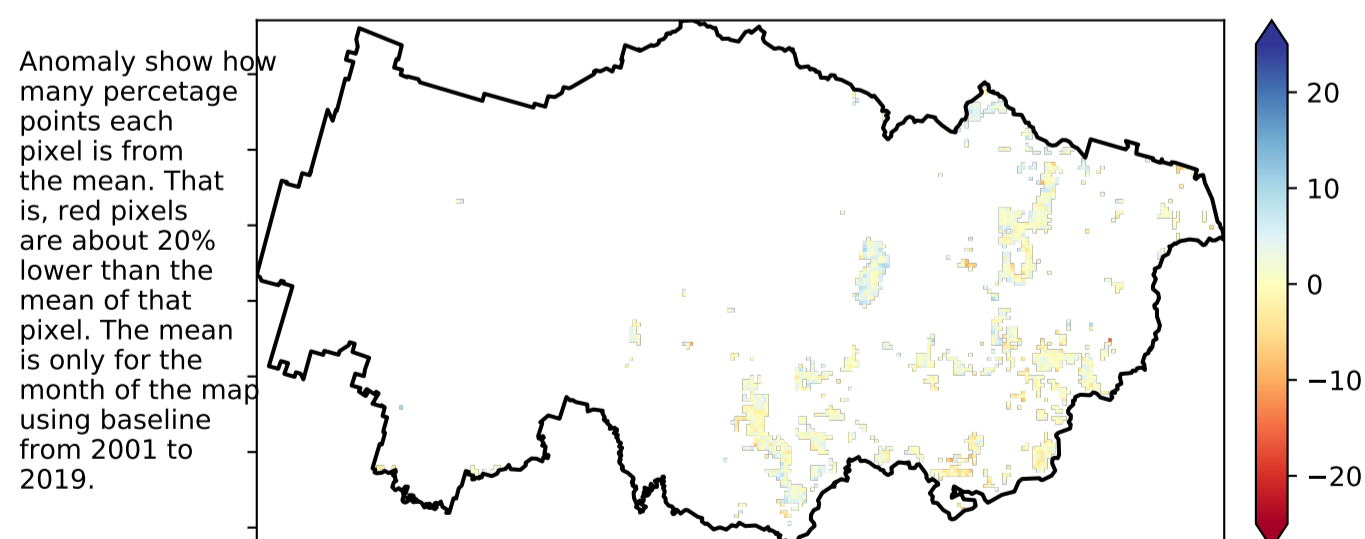 Anomaly show how
many percetage
points each
pixel is from
the mean. That
is, red pixels
are about 20%
lower than the
mean of that
pixel. The mean
is only for the
month of the map
using baseline
from 2001 to
2019.
20
10
0
−10
−20